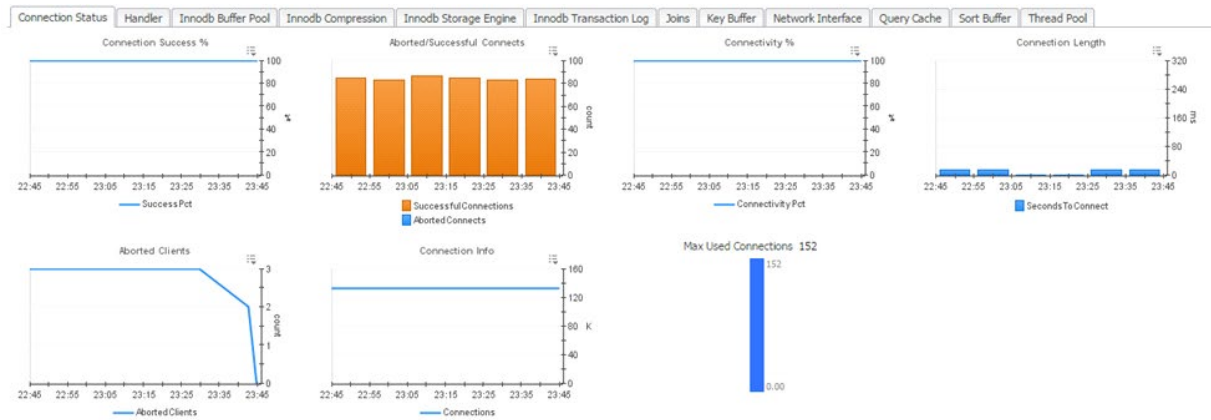 Connection Status Handler Innodb Buffer Pool Innodb Compression Innodb Storage Engine Innodb Transaction Log Joins Key Buffer Network Interface Query Cache Sort Buffer Thread Pool
Connection Success %
100
80
60
40
20
0
22:45 22:55 23:05 23:15 23:25 23:35 23:45
SuccessPct
Aborted/Successful Connects
100
80
60
40
20
0
count
22:45 22:55 23:05 23:15 23:25 23:35 23:45
SuccessfulConnections
AbortedConnects
Connectivity %
100
80
60
40
20
0
22:45 22:55 23:05 23:15 23:25 23:35 23:45
ConnectivityPct
Connection Length
320
240
160
80
0
ms
22:45 22:55 23:05 23:15 23:25 23:35 23:45
SecondsToConnect
Aborted Clients
3
2
1
0
count
22:45 22:55 23:05 23:15 23:25 23:35 23:45
AbortedClients
Connection Info
160
120
80 K
40
0
22:45 22:55 23:05 23:15 23:25 23:35 23:45
Connections
Max Used Connections 152
152
0.00